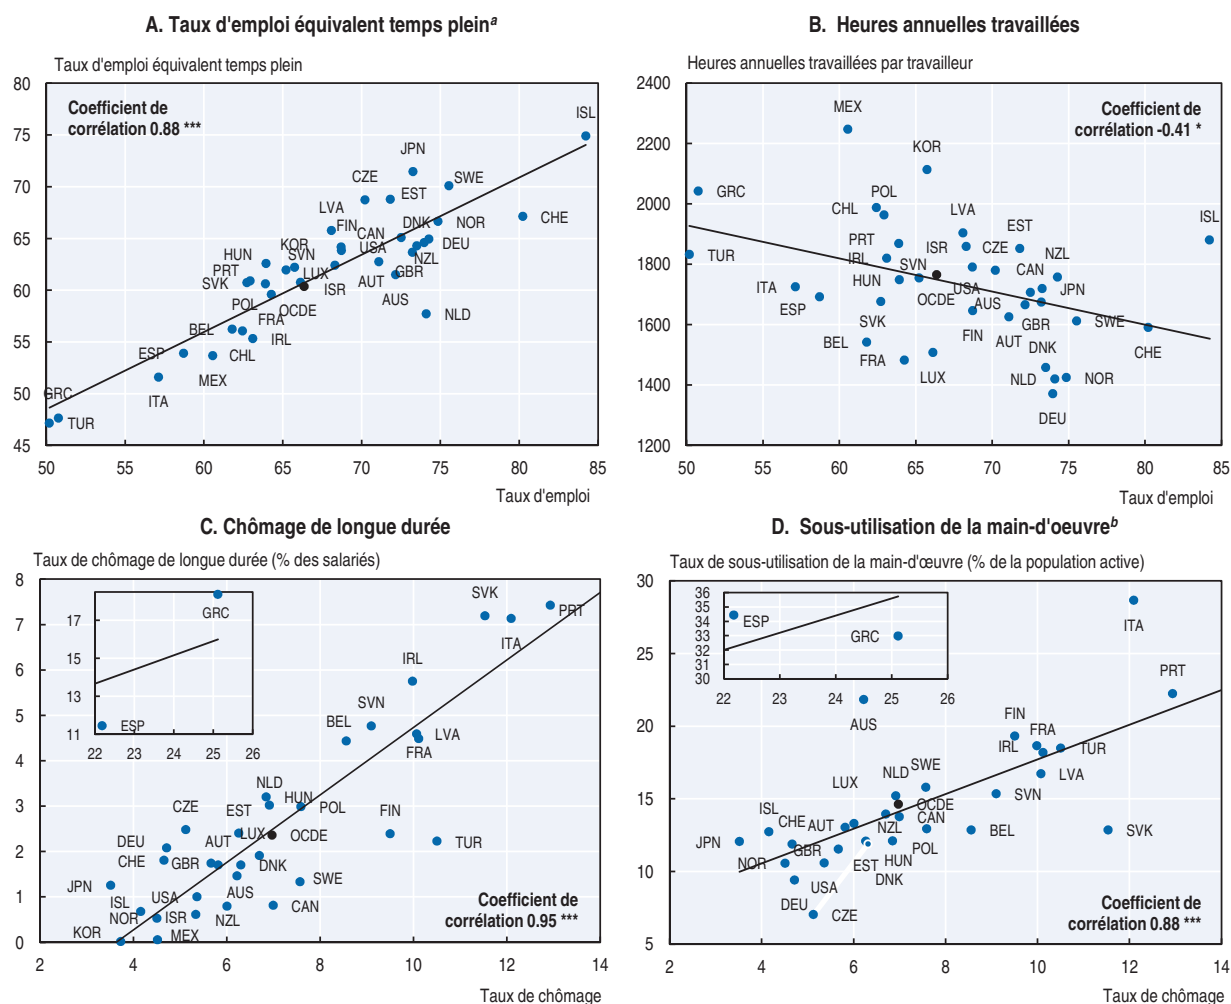 A. Taux d'emploi équivalent temps plein a
Taux d'emploi équivalent temps plein
80
75
70
65
60
55
50
45
Coefficient de
corrélation 0.88 ***
ISL
JPN
CZE
SWE
EST
LVA
FIN
DNK
NOR
CHE
CAN
KOR
USA
DEU
HUN
SVN
NZL
PRT
LUX
GBR
SVK
ISR
AUT
POL
OCDE
AUS
FRA
NLD
BEL
IRL
ESP
CHL
MEX
ITA
GRC
TUR
50 55 60 65 70 75 80 85
Taux d'emploi
B. Heures annuelles travaillées
Heures annuelles travaillées par travailleur
2400
2200
2000
1800
1600
1400
1200
Coefficient de
corrélation -0.41 *
MEX
KOR
GRC
POL
CHL
LVA
ISL
EST
PRT
ISR
CZE
NZL
TUR
IRL
SVN
CAN
HUN
ITA
USA
JPN
OCDE
AUS
ESP
SVK
GBR
SWE
FIN
AUT
BEL
DNK
CHE
FRA
LUX
NLD
NOR
DEU
50 55 60 65 70 75 80 85
Taux d'emploi
C. Chômage de longue durée
Taux de chômage de longue durée (% des salariés)
8
7
6
5
4
3
2
1
0
17
15
13
11
GRC
ESP
22 23 24 25 26
SVK
PRT
ITA
IRL
SVN
BEL
LVA
FRA
NLD
HUN
CZE
EST
POL
FIN
LUX
OCDE
DEU
AUT
TUR
CHE
GBR
DNK
JPN
SWE
USA
AUS
ISL
CAN
NOR
ISR
NZL
KOR
MEX
Coefficient de
corrélation 0.95 ***
2 4 6 8 10 12 14
Taux de chômage
D. Sous-utilisation de la main-d'oeuvre b
Taux de sous-utilisation de la main-d'œuvre (% de la population active)
30
25
20
15
10
5
36
35
34
33
32
31
30
ESP
GRC
22 23 24 25 26
AUS
ITA
PRT
FIN
FRA
IRL
TUR
SWE
NLD
LVA
LUX
SVN
ISL
OCDE
CHE
CAN
AUT
NZL
BEL
SVK
JPN
GBR
POL
NOR
EST
HUN
DNK
USA
DEU
CZE
Coefficient de
corrélation 0.88 ***
2 4 6 8 10 12 14
Taux de chômage